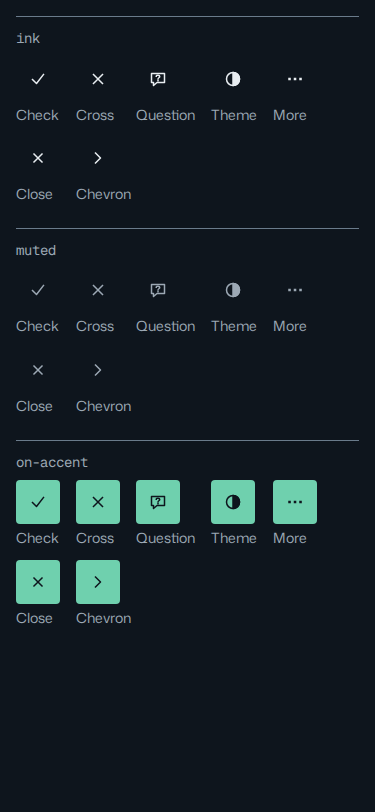 ink
Check Cross Question Theme More
Close Chevron
muted
Check Cross Question Theme More
Close Chevron
on-accent
Check Cross Question Theme More
Close Chevron